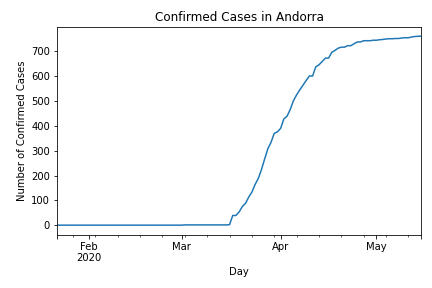 Confirmed Cases in Andorra
Number of Confirmed Cases
700
600
500
400
300
200
100
0
Feb
2020
Mar
Apr
May
Day